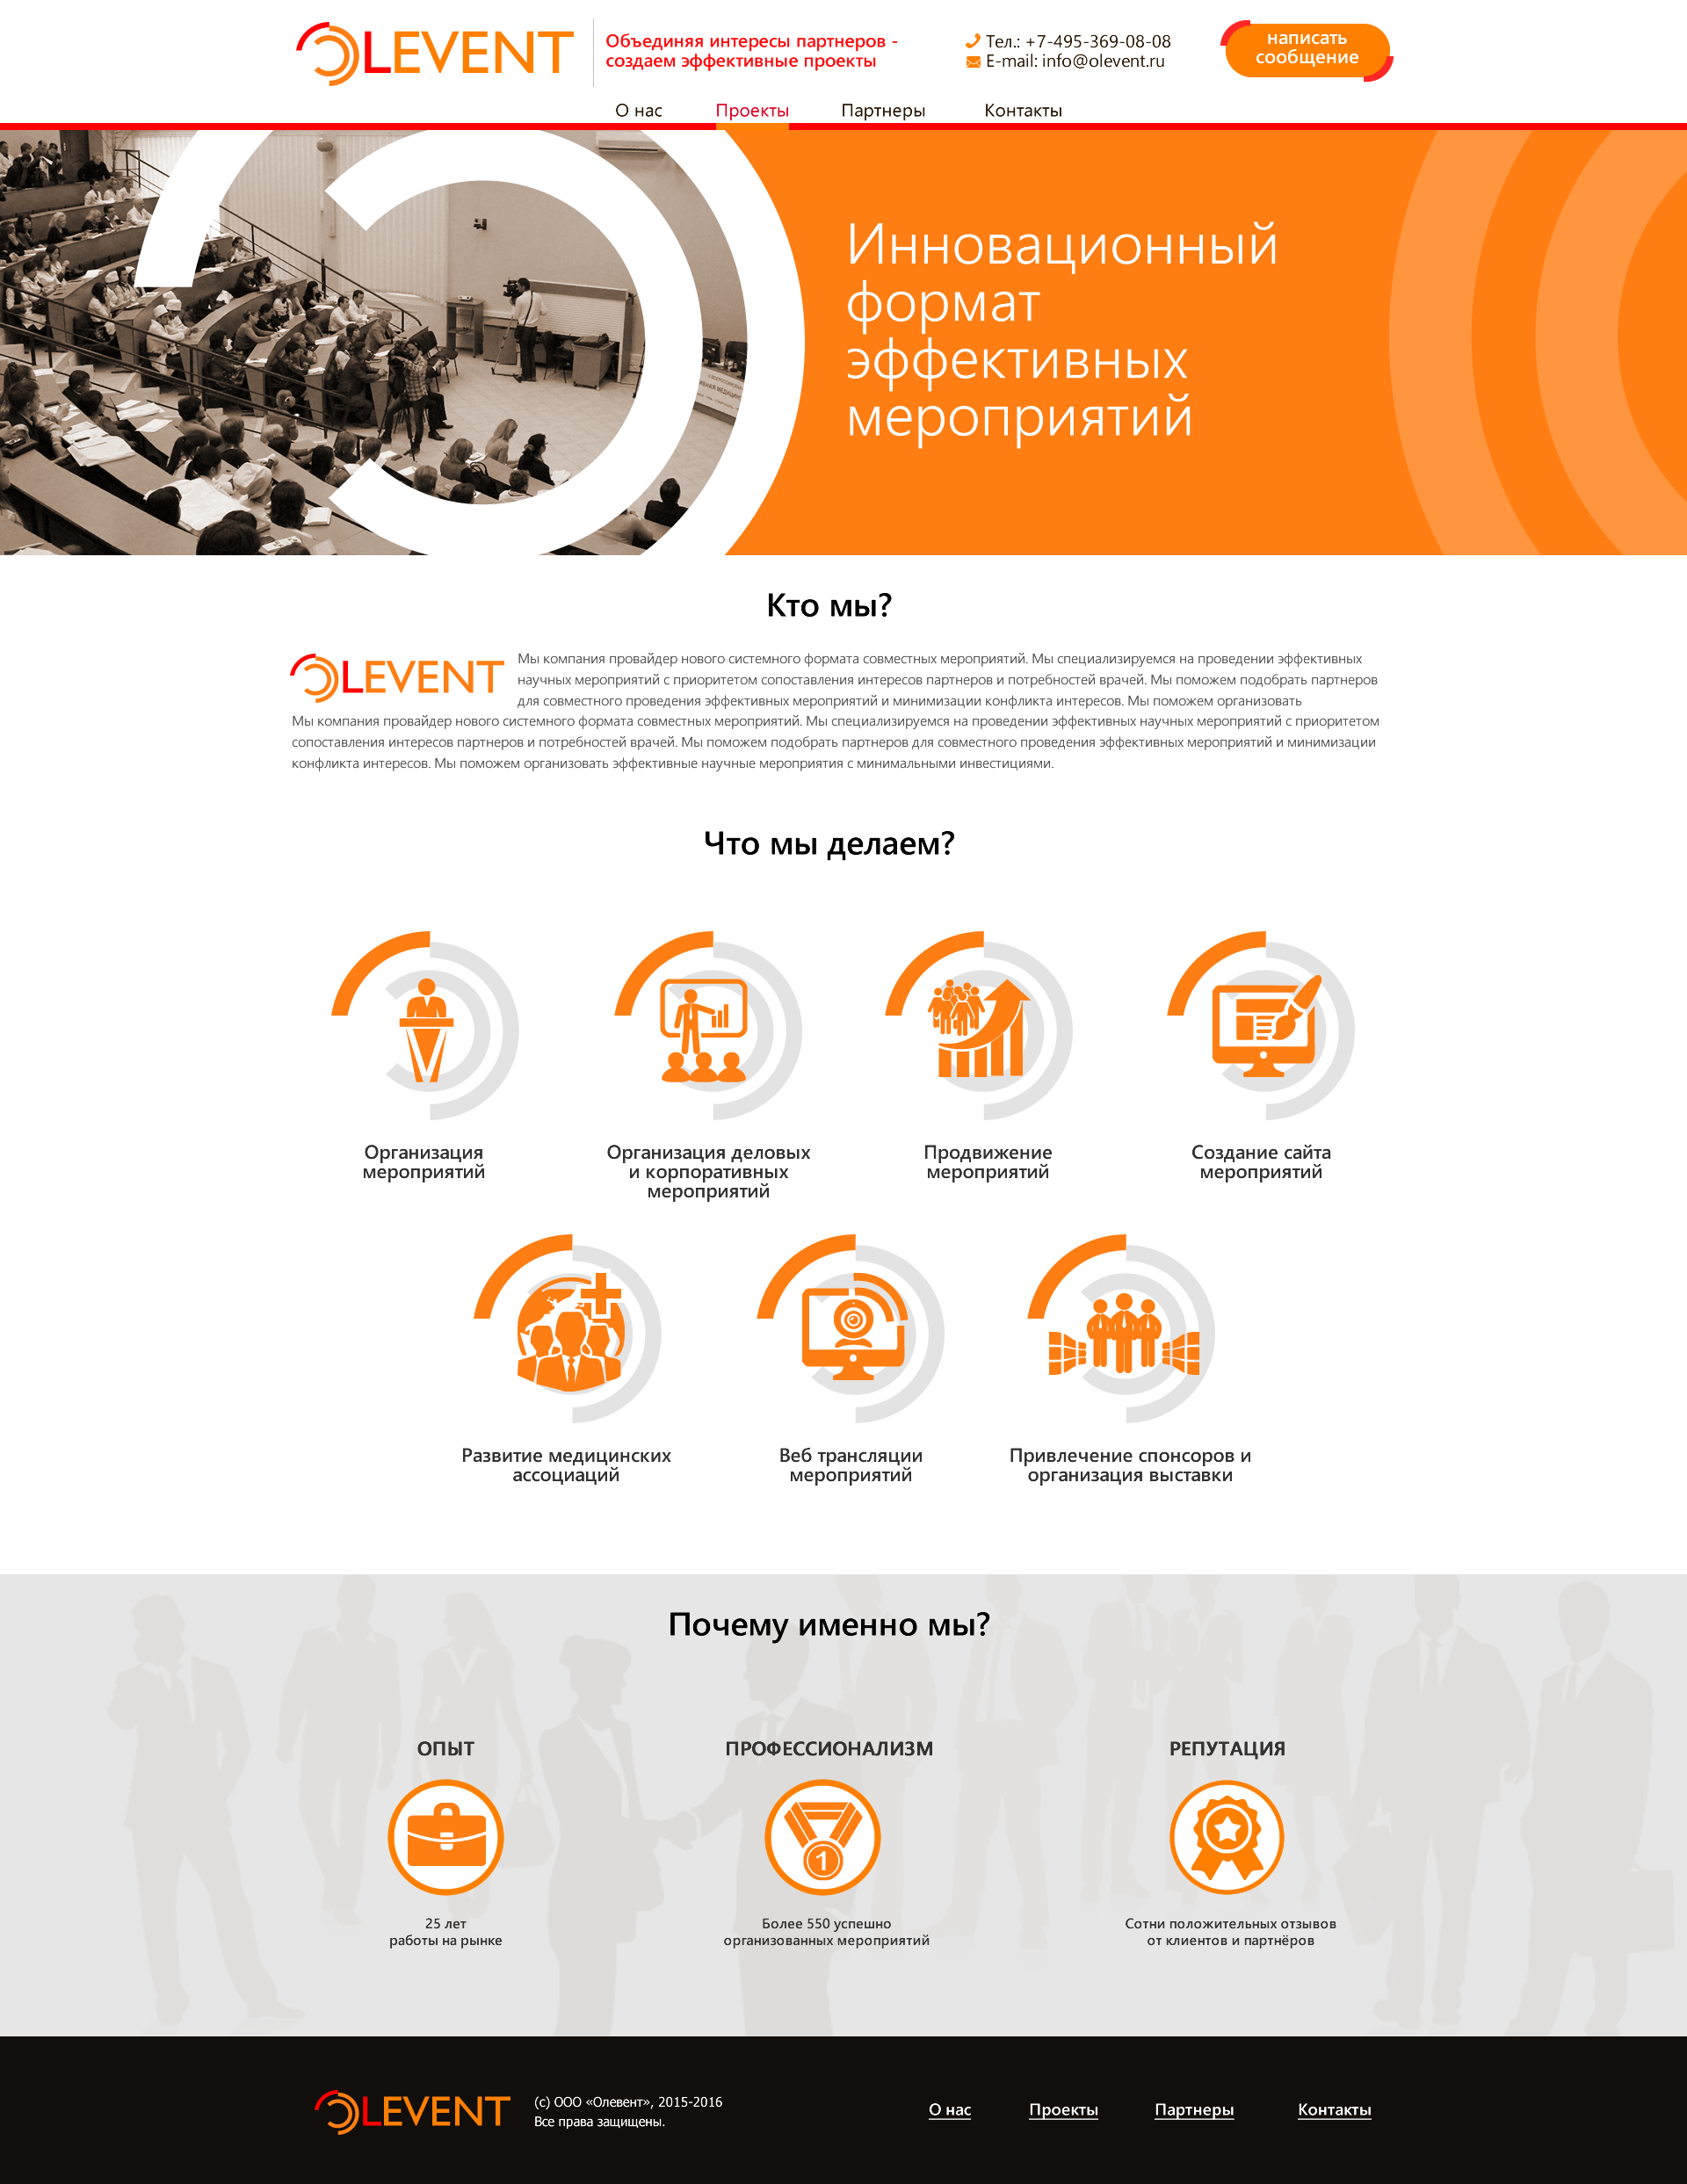 OLEVENT
Объединяя интересы партнеров -
создаем эффективные проекты
Тел.: +7-495-369-08-08
E-mail: info@olevent.ru
написать
сообщение
О нас Проекты Партнеры Контакты
Инновационный
формат
эффективных
мероприятий
Кто мы?
OLEVENT
Мы компания провайдер нового системного формата совместных мероприятий. Мы специализируемся на проведении эффективных
научных мероприятий с приоритетом сопоставления интересов партнеров и потребностей врачей. Мы поможем подобрать партнеров
для совместного проведения эффективных мероприятий и минимизации конфликта интересов. Мы поможем организовать
Мы компания провайдер нового системного формата совместных мероприятий. Мы специализируемся на проведении эффективных научных мероприятий с приоритетом
сопоставления интересов партнеров и потребностей врачей. Мы поможем подобрать партнеров для совместного проведения эффективных мероприятий и минимизации
конфликта интересов. Мы поможем организовать эффективные научные мероприятия с минимальными инвестициями.
Что мы делаем?
Организация
мероприятий
Организация деловых
и корпоративных
мероприятий
Продвижение
мероприятий
Создание сайта
мероприятий
Развитие медицинских
ассоциаций
Веб трансляции
мероприятий
Привлечение спонсоров и
организация выставки
Почему именно мы?
ОПЫТ
25 лет
работы на рынке
ПРОФЕССИОНАЛИЗМ
1
Более 550 успешно
организованных мероприятий
РЕПУТАЦИЯ
Сотни положительных отзывов
от клиентов и партнёров
OLEVENT
(с) ООО «Олевент», 2015-2016
Все права защищены.
О нас Проекты Партнеры Контакты